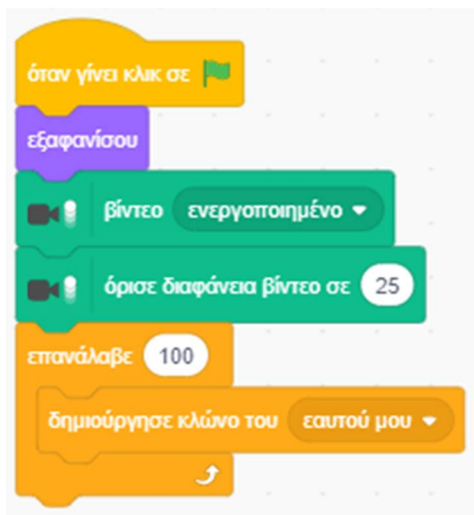 όταν γίνει κλικ σε
εξαφανίσου
βίντεο ενεργοποιημένο
όρισε διαφάνεια βίντεο σε 25
επανάλαβε 100
δημιούργησε κλώνο του εαυτού μου